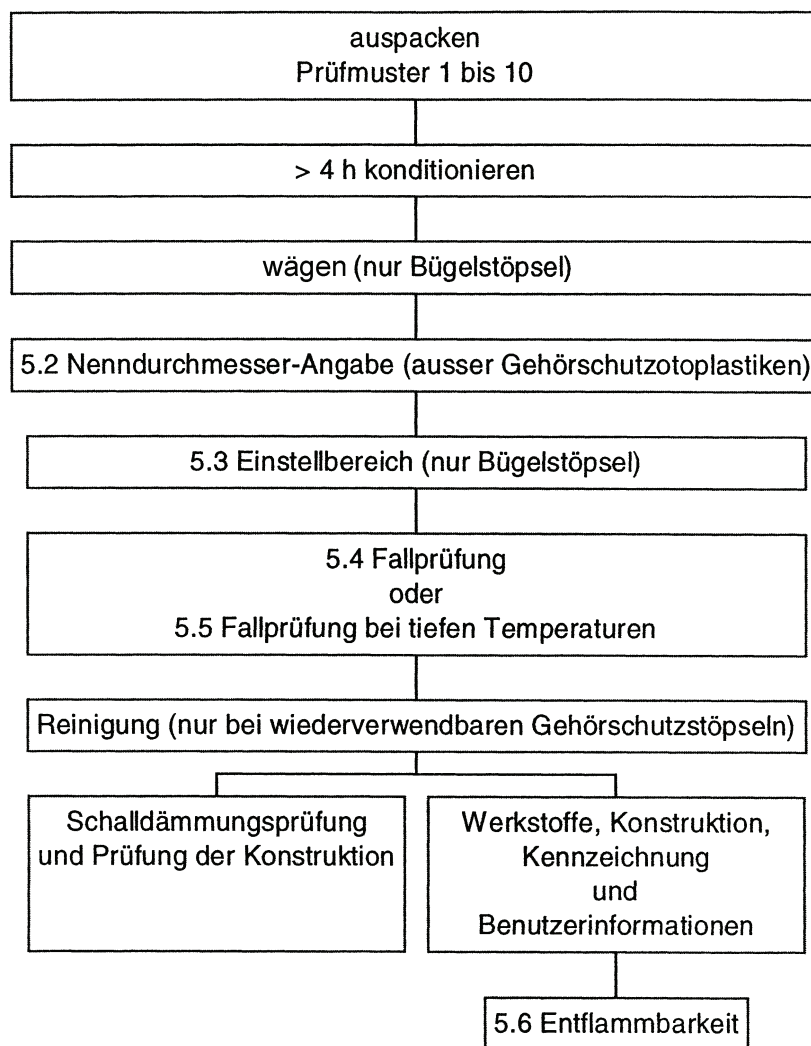 auspacken
Prüfmuster 1 bis 10
> 4 h konditionieren
wägen (nur Bügelstöpsel)
5.2 Nenndurchmesser-Angabe (ausser Gehörschutzotoplastiken)
5.3 Einstellbereich (nur Bügelstöpsel)
5.4 Fallprüfung
oder
5.5 Fallprüfung bei tiefen Temperaturen
Reinigung (nur bei wiederverwendbaren Gehörschutzstöpseln)
Schalldämmungsprüfung
und Prüfung der Konstruktion
Werkstoffe, Konstruktion,
Kennzeichnung
und
Benutzerinformationen
5.6 Entflammbarkeit